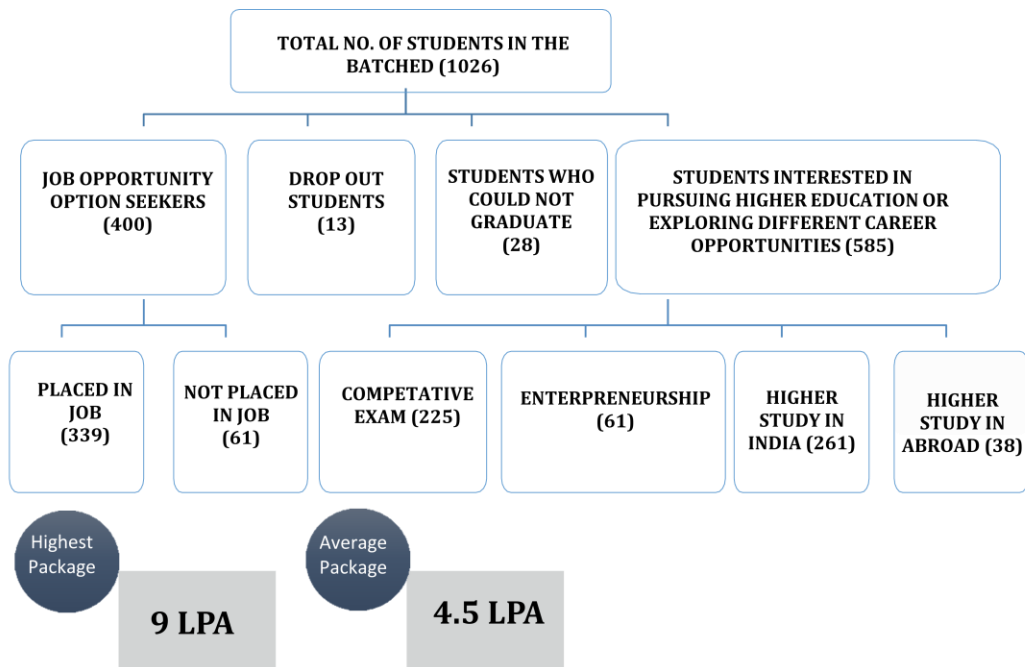 TOTAL NO. OF STUDENTS IN THE
BATCHED (1026)
JOB OPPORTUNITY
OPTION SEEKERS
(400)
DROP OUT
STUDENTS
(13)
STUDENTS WHO
COULD NOT
GRADUATE
(28)
STUDENTS INTERESTED IN
PURSUING HIGHER EDUCATION OR
EXPLORING DIFFERENT CAREER
OPPORTUNITIES (585)
PLACED IN
JOB
(339)
NOT PLACED
IN JOB
(61)
COMPETATIVE
EXAM (225)
ENTERPRENEURSHIP
(61)
HIGHER
STUDY IN
INDIA (261)
HIGHER
STUDY IN
ABROAD (38)
Highest
Package
9 LPA
Average
Package
4.5 LPA